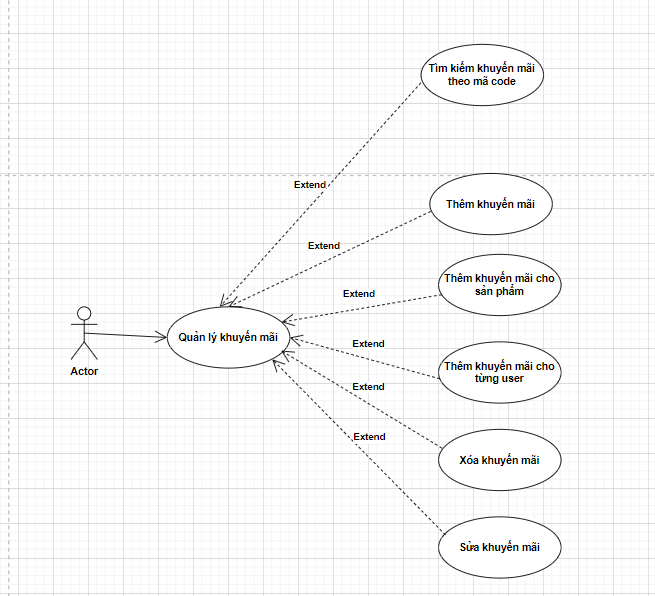 Tìm kiếm khuyến mãi
theo mã code
Extend
Thêm khuyến mãi
Extend
Thêm khuyến mãi cho
sản phẩm
Extend
Quản lý khuyến mãi
Extend
Thêm khuyến mãi cho
từng user
Actor
Extend
Xóa khuyến mãi
Extend
Sửa khuyến mãi